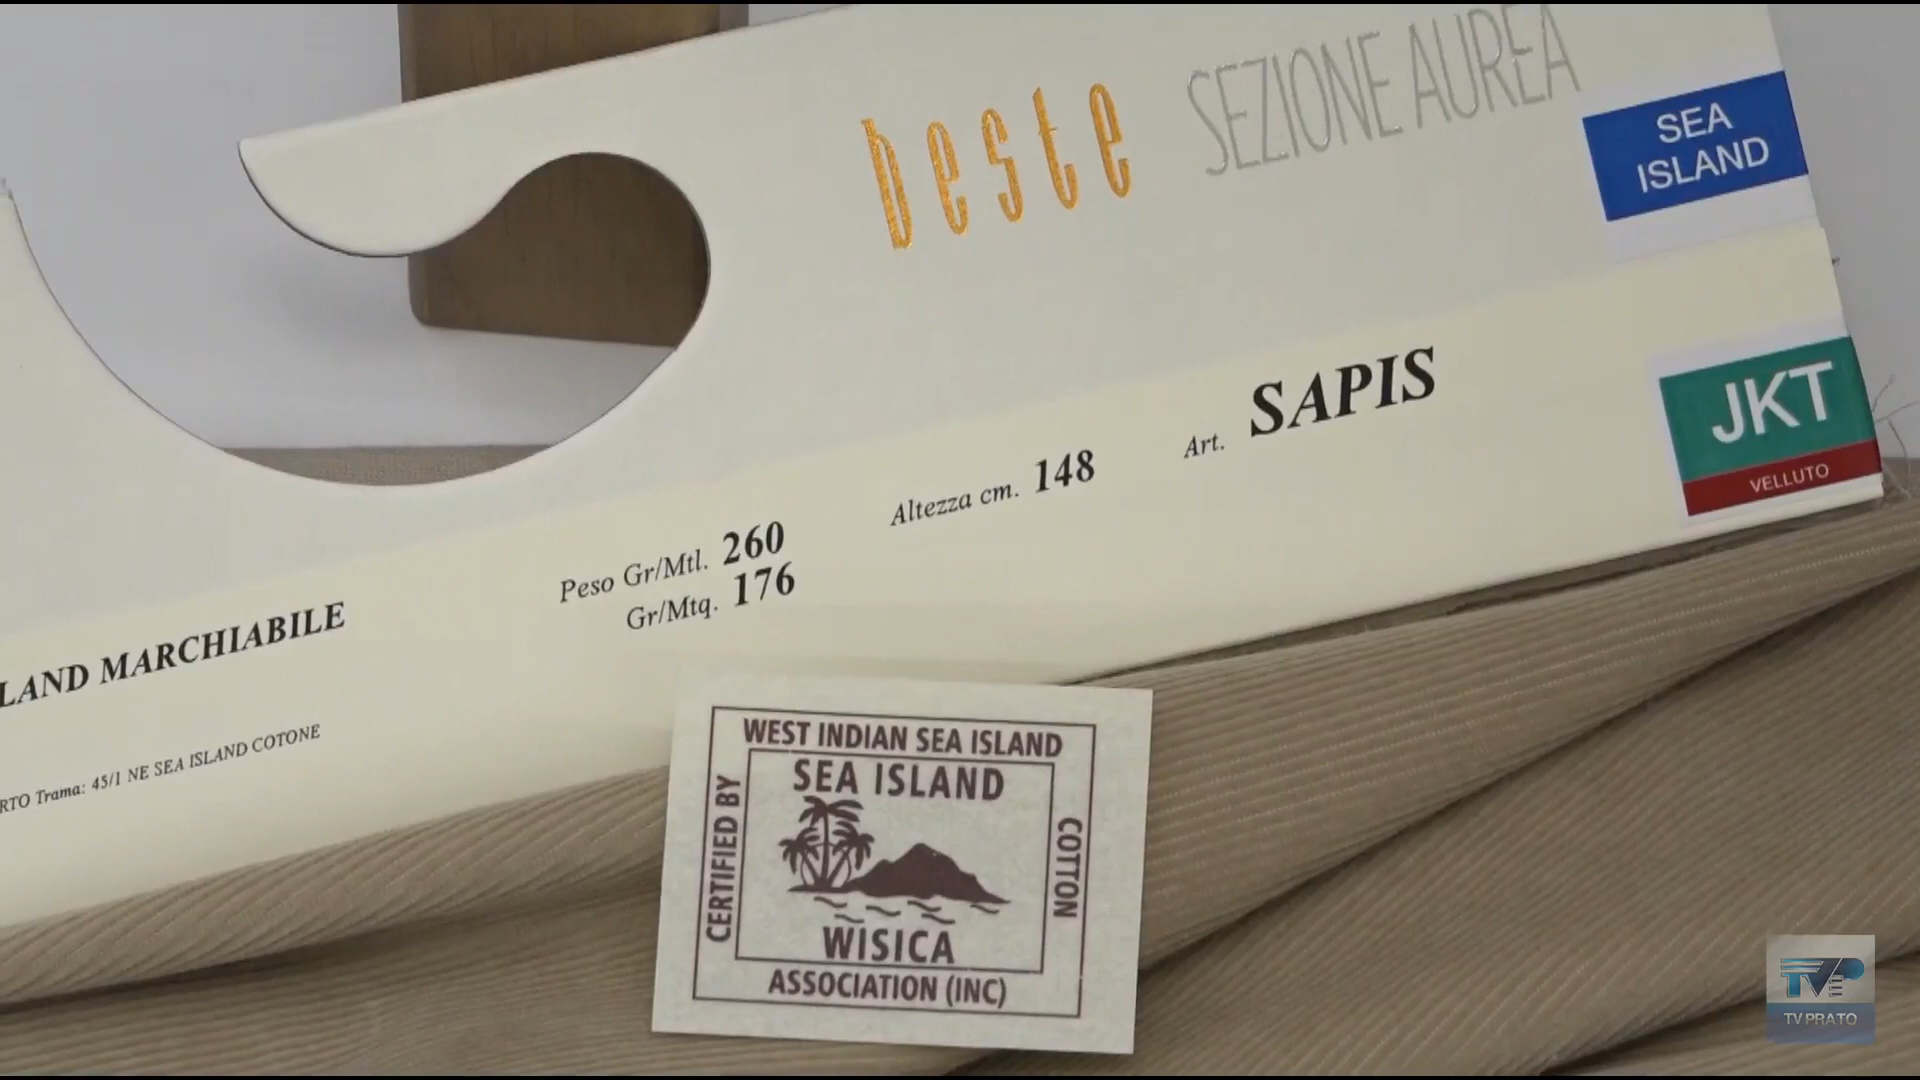 beste SEZIONE AUREA
SEA
ISLAND
JKT
VELLUTO
Art. SAPIS
Altezza cm. 148
Peso Gr/Mtl. 260
Gr/Mtq. 176
LAND MARCHIABILE
RTO Trama: 45/1 NE SEA ISLAND COTONE
WEST INDIAN SEA ISLAND
CERTIFIED BY
SEA ISLAND
COTTON
WISICA
ASSOCIATION (INC)
TVP
TV PRATO